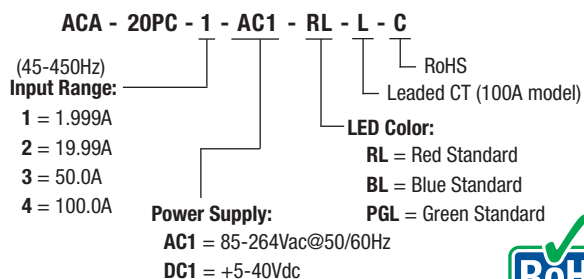 ACA - 20PC - 1 - AC1 - RL - L - C
RoHS
Leaded CT (100A model)
(45-450Hz)
Input Range:
1 = 1.999A
2 = 19.99A
3 = 50.0A
4 = 100.0A
LED Color:
RL = Red Standard
BL = Blue Standard
PGL = Green Standard
Power Supply:
AC1 = 85-264Vac@50/60Hz
DC1 = +5-40Vdc
RoH